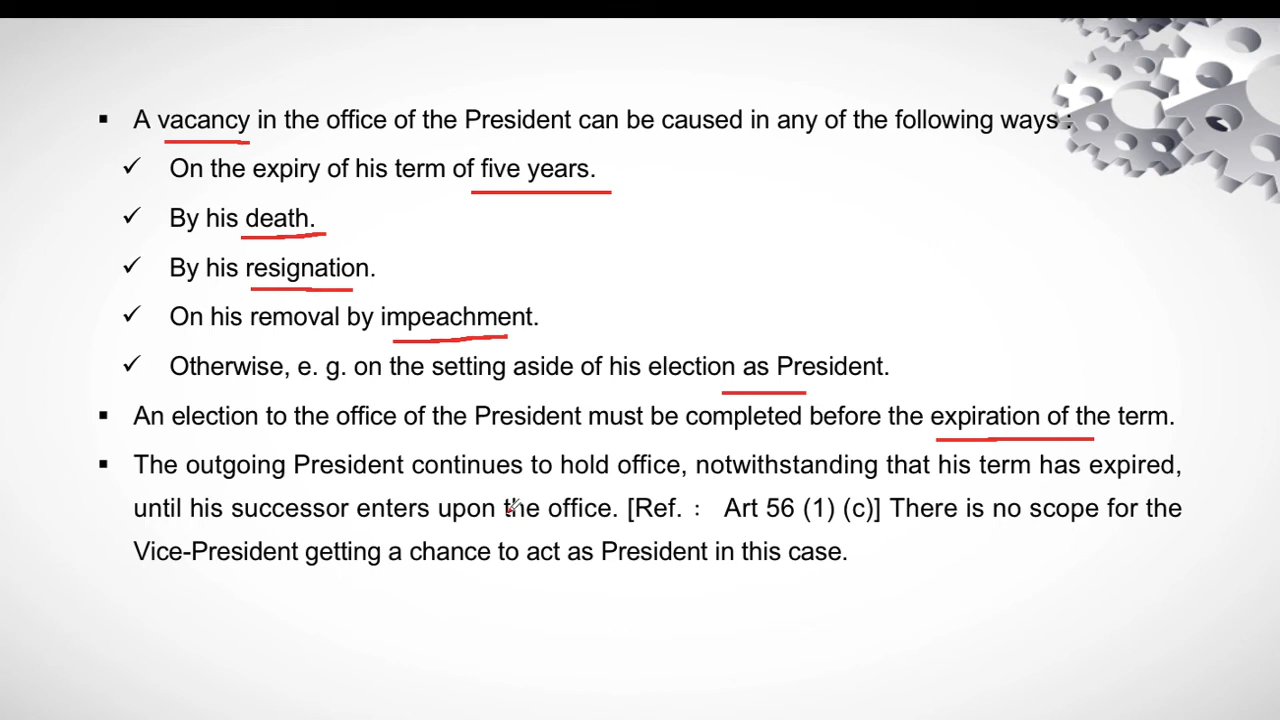 ▪ A vacancy in the office of the President can be caused in any of the following ways :
✓ On the expiry of his term of five years.
✓ By his death.
✓ By his resignation.
✓ On his removal by impeachment.
✓ Otherwise, e. g. on the setting aside of his election as President.
▪ An election to the office of the President must be completed before the expiration of the term.
▪ The outgoing President continues to hold office, notwithstanding that his term has expired,
until his successor enters upon the office. [Ref. : Art 56 (1) (c)] There is no scope for the
Vice-President getting a chance to act as President in this case.